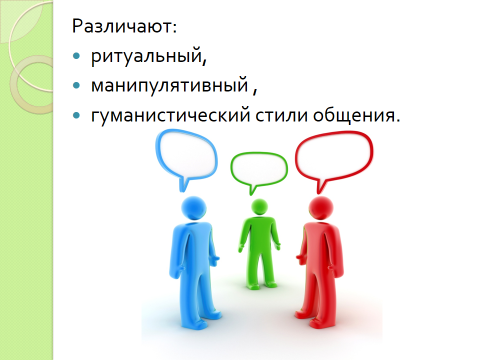 Различают:
• ритуальный,
• манипулятивный ,
• гуманистический стили общения.